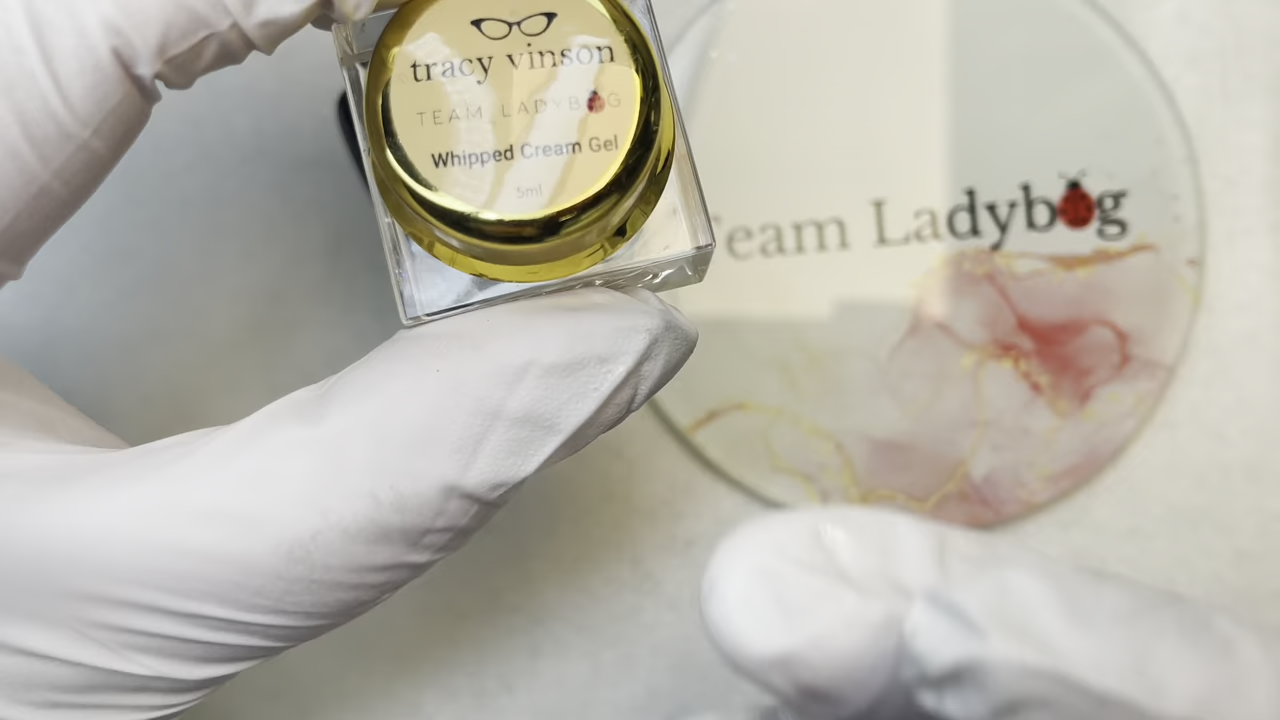 tracy vinson
TEAM LADYBUG
Whipped Cream Gel
5ml
Team Ladybug